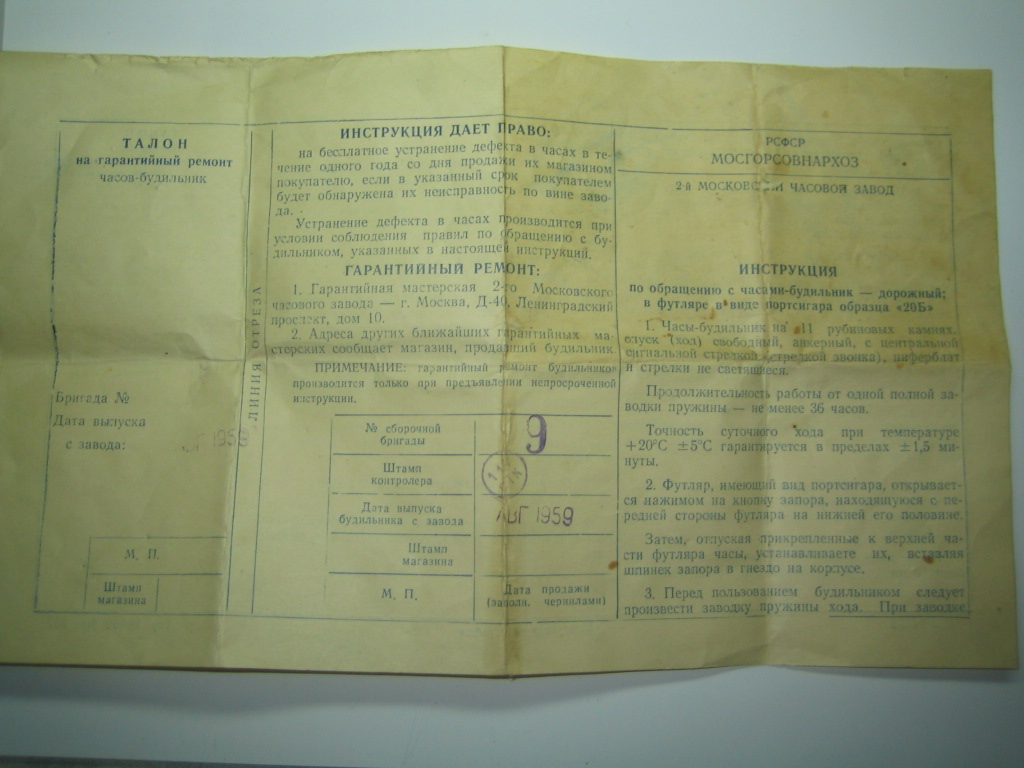 ТАЛОН
на гарантийный ремонт
часов-будильник
Бригада №
Дата выпуска
с завода:
М. П.
Штамп
магазина
ЛИНИЯ ОТРЕЗА
ИНСТРУКЦИЯ ДАЕТ ПРАВО:
на бесплатное устранение дефекта в часах в те-
чение одного года со дня продажи их магазином
покупателю, если в указанный срок покупателем
будет обнаружена их неисправность по вине заво-
да.
Устранение дефекта в часах производится при
условии соблюдения правил по обращению с бу-
дильником, указанных в настоящей инструкций.
ГАРАНТИЙНЫЙ РЕМОНТ:
1. Гарантийная мастерская 2-го Московского
часового завода — г. Москва, Д-40, Ленинградский
проспект, дом 10.
2. Адреса других ближайших гарантийных ма-
стерских сообщает магазин, продавший будильник
ПРИМЕЧАНИЕ: гарантийный ремонт будильников
производится только при предъявлении непросроченной
инструкции.
№ сборочной
бригады
9
Штамп
контролера
Дата выпуска
будильника с завода
АВГ 1959
Штамп
магазина
М. П.
Дата продажи
(заполн. чернилами)
РСФСР
МОСГОРСОВНАРХОЗ
2-й МОСКОВСКИЙ ЧАСОВОЙ ЗАВОД
ИНСТРУКЦИЯ
по обращению с часами-будильник — дорожный;
в футляре в виде портсигара образца «20Б»
1. Часы-будильник на 11 рубиновых камнях,
спуск (ход) свободный, анкерный, с центральной
сигнальной стрелкой (стрелкой звонка), циферблат
и стрелки не светящиеся.
Продолжительность работы от одной полной за-
водки пружины — не менее 36 часов.
Точность суточного хода при температуре
+20°С ±5°С гарантируется в пределах ±1,5 ми-
нуты.
2. Футляр, имеющий вид портсигара, открывает-
ся нажимом на кнопку запора, находящуюся с пе-
редней стороны футляра на нижней его половине.
Затем, отпуская прикрепленные к верхней ча-
сти футляра часы, устанавливаете их, вставляя
шпинек запора в гнездо на корпусе.
3. Перед пользованием будильником следует
произвести заводку пружины хода. При заводке